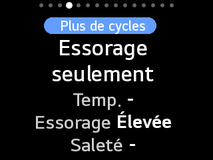 Plus de cycles
Essorage
seulement
Temp. -
Essorage Élevée
Saleté -